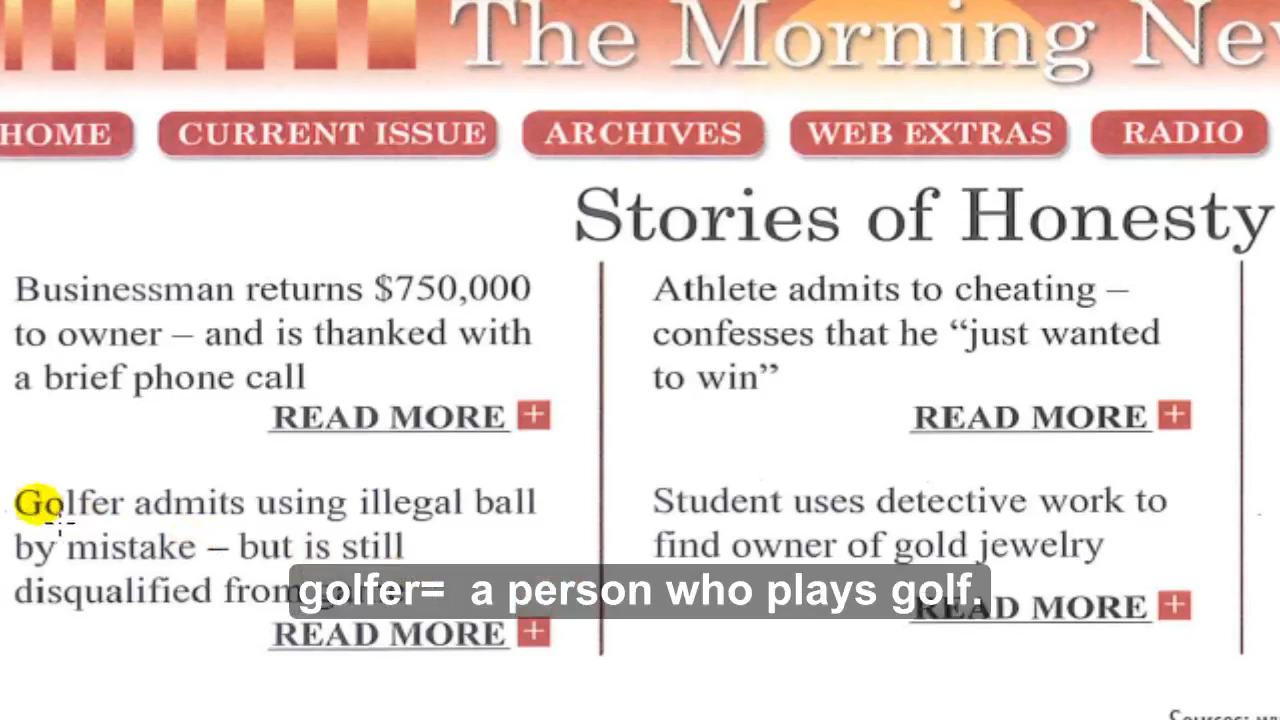 The Morning
HOME
CURRENT ISSUE
ARCHIVES
WEB EXTRAS
RADIO
Stories of Honesty
Businessman returns $750,000
to owner – and is thanked with
a brief phone call
READ MORE +
Athlete admits to cheating –
confesses that he “just wanted
to win”
READ MORE +
Golfer admits using illegal ball
by mistake – but is still
disqualified from
READ MORE +
Student uses detective work to
find owner of gold jewelry
READ MORE +
golfer= a person who plays golf.